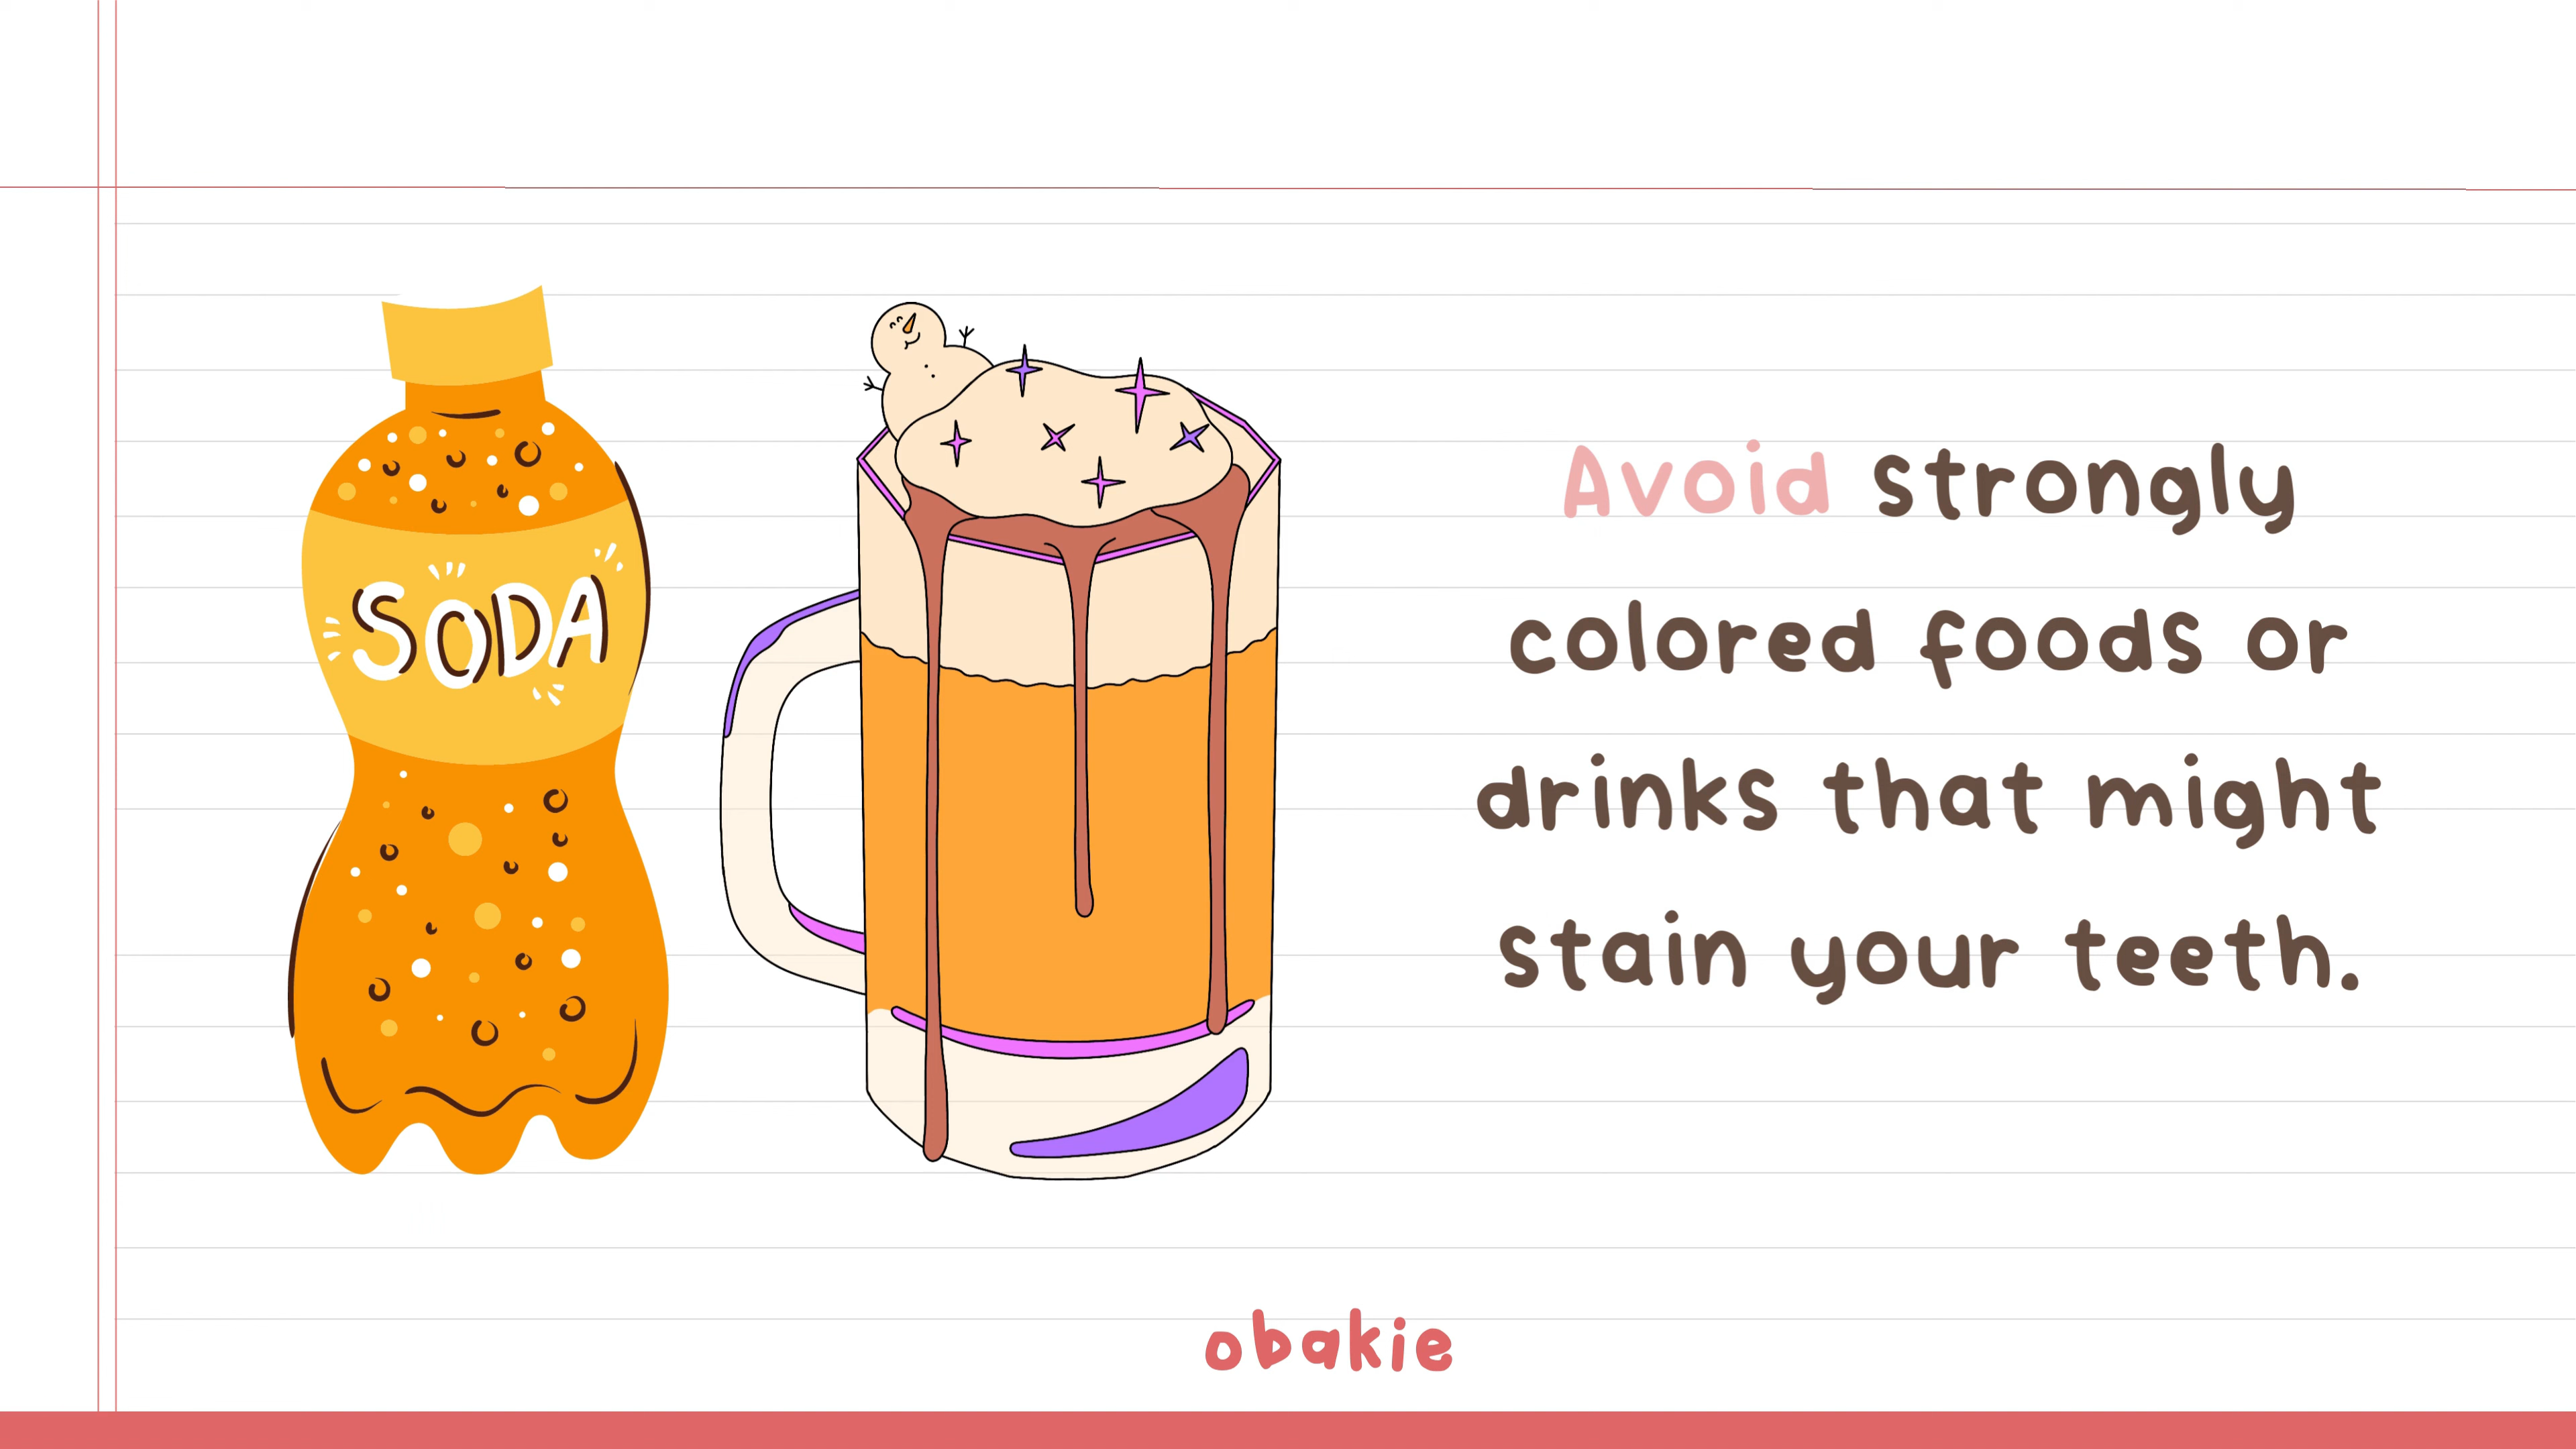 SODA
Avoid strongly
colored foods or
drinks that might
stain your teeth.
obakie